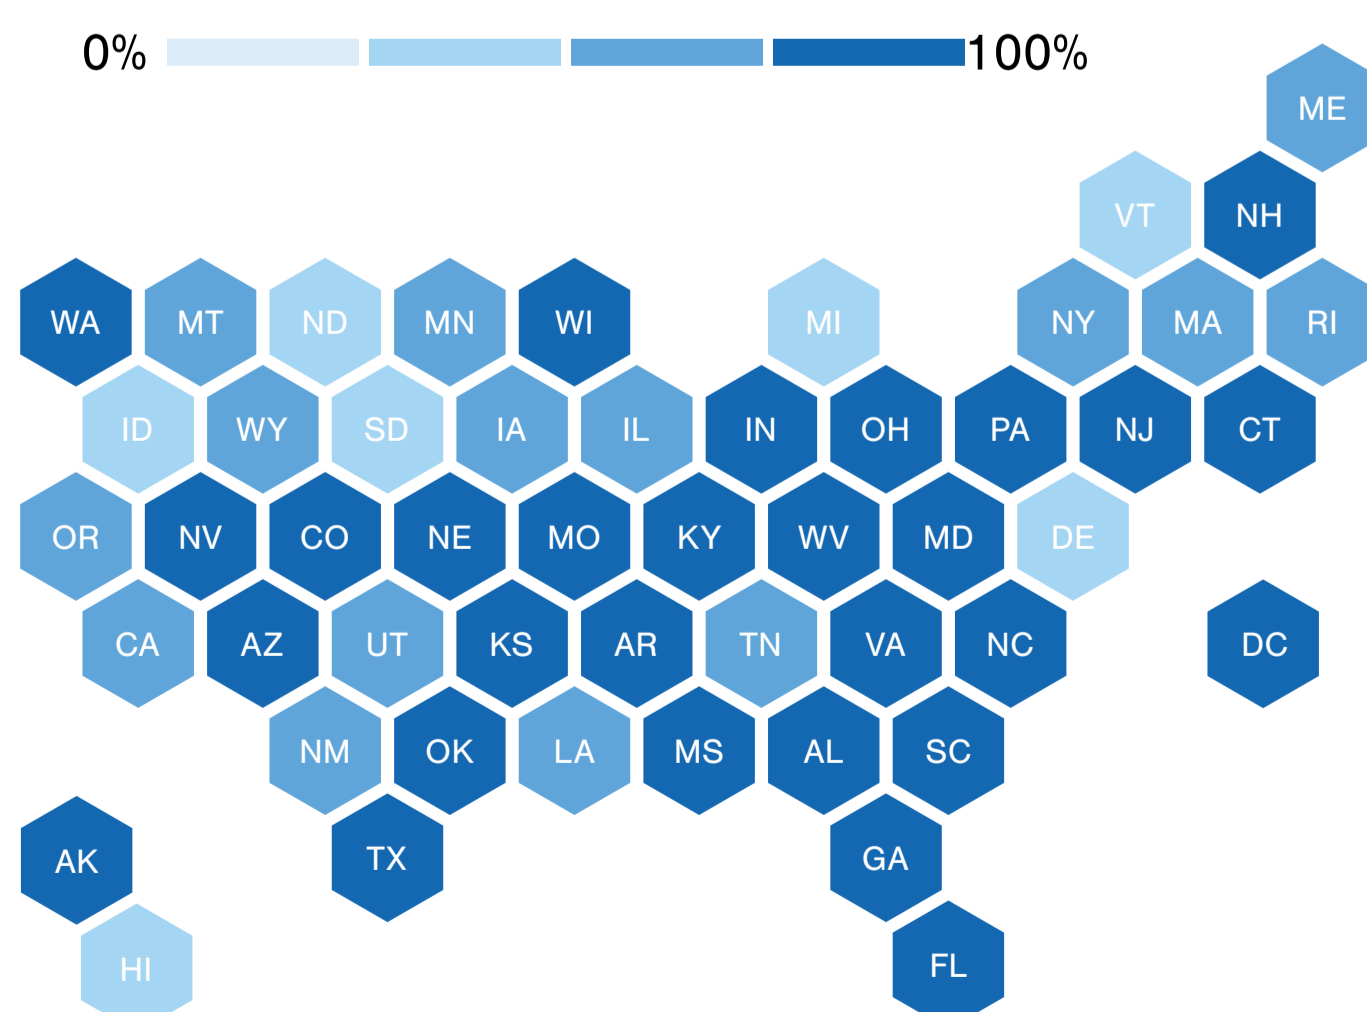 0% 100%
ME
VT NH
WA MT ND MN WI MI NY MA RI
ID WY SD IA IL IN OH PA NJ CT
OR NV CO NE MO KY WV MD DE
CA AZ UT KS AR TN VA NC DC
NM OK LA MS AL SC
AK TX GA
HI FL